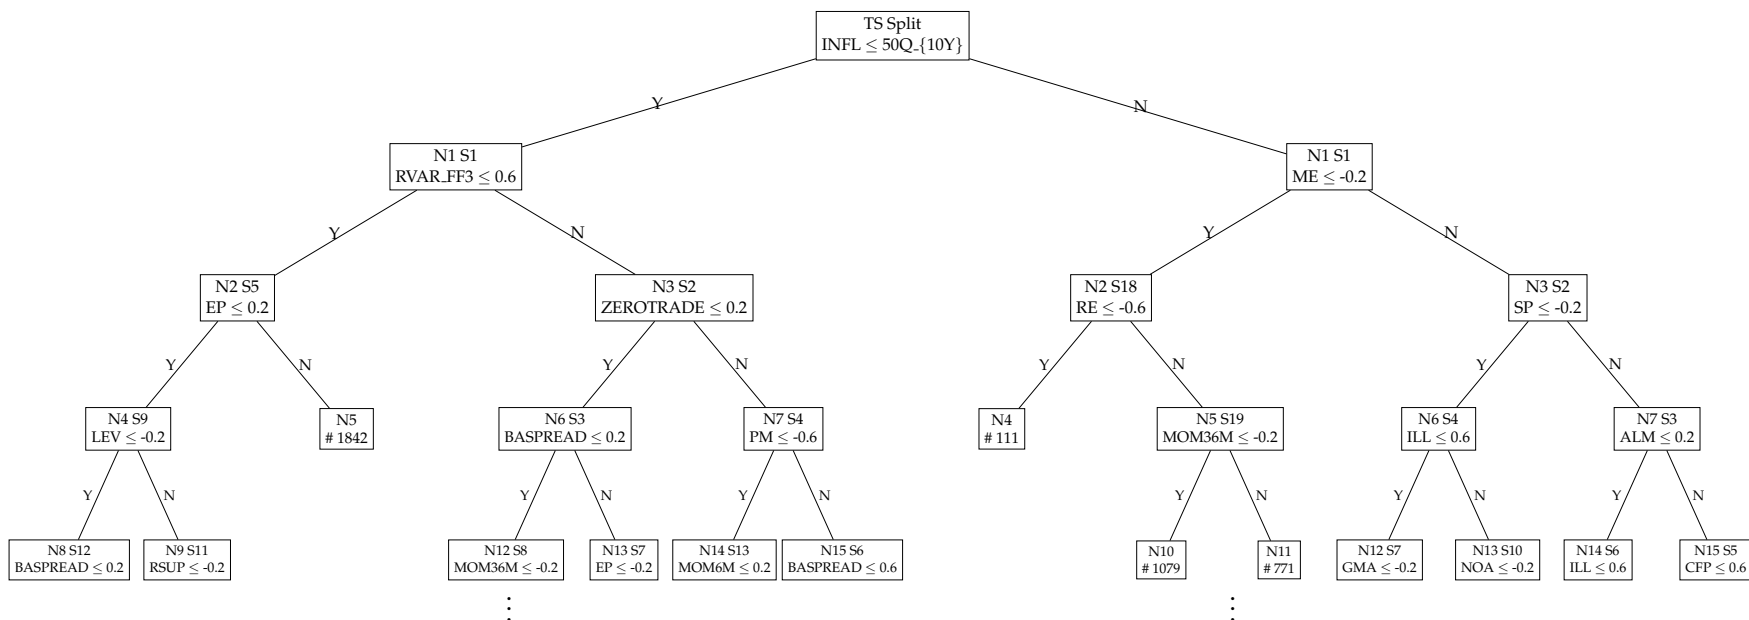 TS Split
INFL ≤ 50Q_{10Y}
Y
N
N1 S1
RVAR_FF3 ≤ 0.6
N1 S1
ME ≤ -0.2
Y
N
Y
N
N2 S5
EP ≤ 0.2
N3 S2
ZEROTRADE ≤ 0.2
N2 S18
RE ≤ -0.6
N3 S2
SP ≤ -0.2
Y
N
Y
N
Y
N
Y
N
N4 S9
LEV ≤ -0.2
N5
# 1842
N6 S3
BASPREAD ≤ 0.2
N7 S4
PM ≤ -0.6
N4
# 111
N5 S19
MOM36M ≤ -0.2
N6 S4
ILL ≤ 0.6
N7 S3
ALM ≤ 0.2
Y
N
Y
N
Y
N
Y
N
Y
N
Y
N
N8 S12
BASPREAD ≤ 0.2
N9 S11
RSUP ≤ -0.2
N12 S8
MOM36M ≤ -0.2
N13 S7
EP ≤ -0.2
N14 S13
MOM6M ≤ 0.2
N15 S6
BASPREAD ≤ 0.6
N10
# 1079
N11
# 771
N12 S7
GMA ≤ -0.2
N13 S10
NOA ≤ -0.2
N14 S6
ILL ≤ 0.6
N15 S5
CFP ≤ 0.6
⋮
⋮